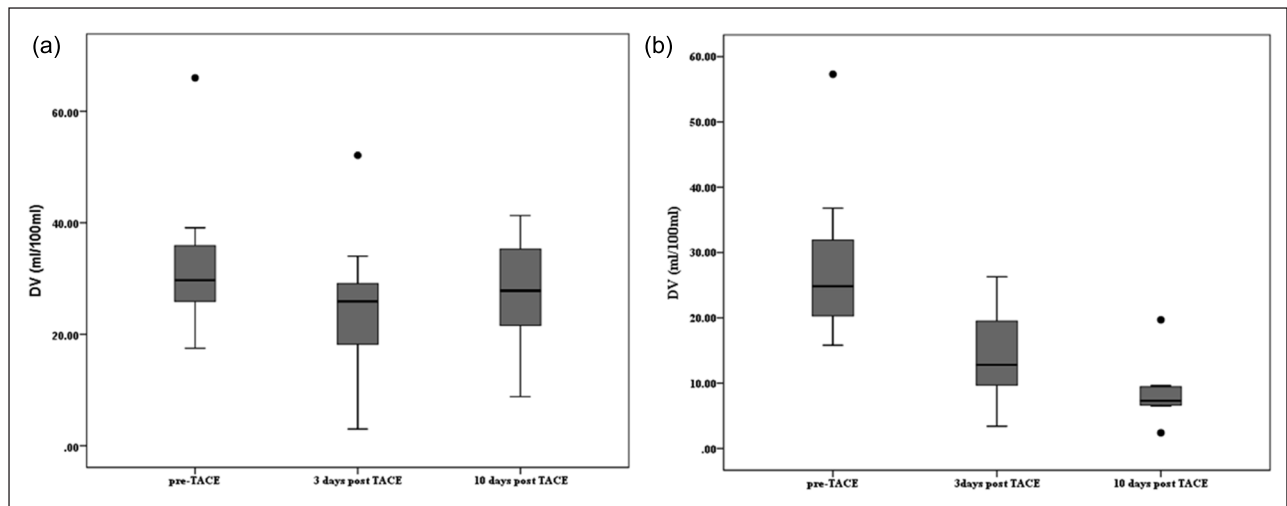 (a)
DV (ml/100ml)
60.00
40.00
20.00
.00
pre-TACE
3 days post TACE
10 days post TACE
(b)
DV (ml/100ml)
60.00
50.00
40.00
30.00
20.00
10.00
.00
pre-TACE
3days post TACE
10 days post TACE